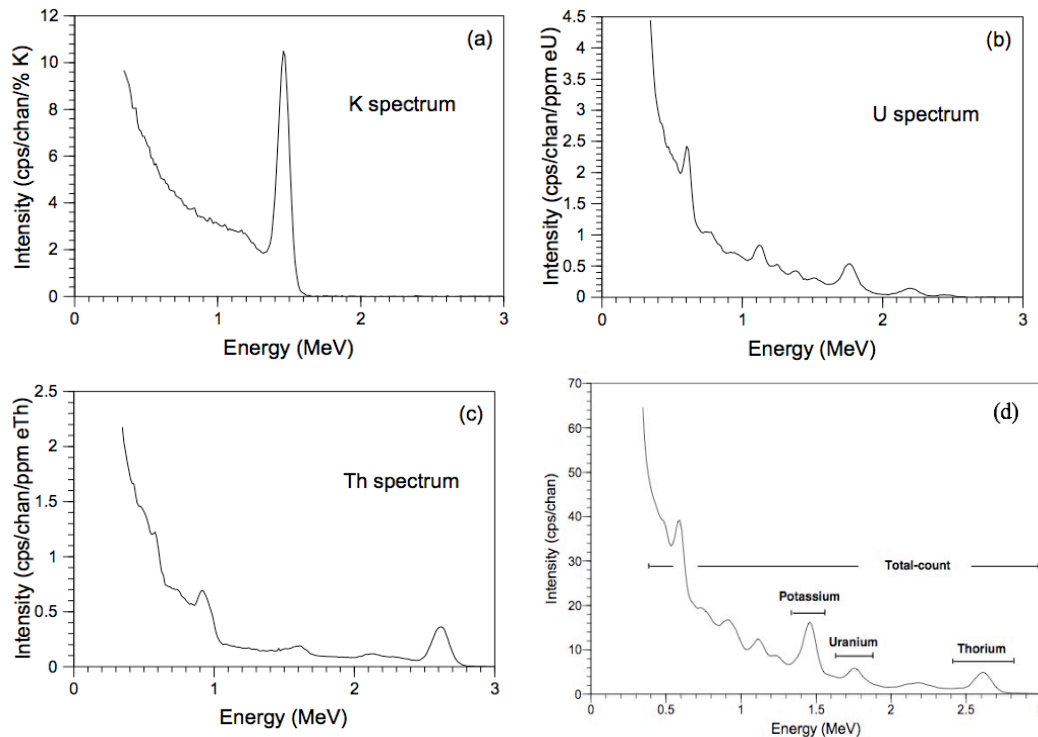 (a)
K spectrum
Intensity (cps/chan/% K)
12
10
8
6
4
2
0
0
1
2
3
Energy (MeV)
(b)
U spectrum
Intensity (cps/chan/ppm eU)
4.5
4
3.5
3
2.5
2
1.5
1
0.5
0
0
1
2
3
Energy (MeV)
(c)
Th spectrum
Intensity (cps/chan/ppm eTh)
2.5
2
1.5
1
0.5
0
0
1
2
3
Energy (MeV)
(d)
Intensity (cps/chan)
70
60
50
40
30
20
10
0
Total-count
Potassium
Uranium
Thorium
0
0.5
1
1.5
2
2.5
Energy (MeV)